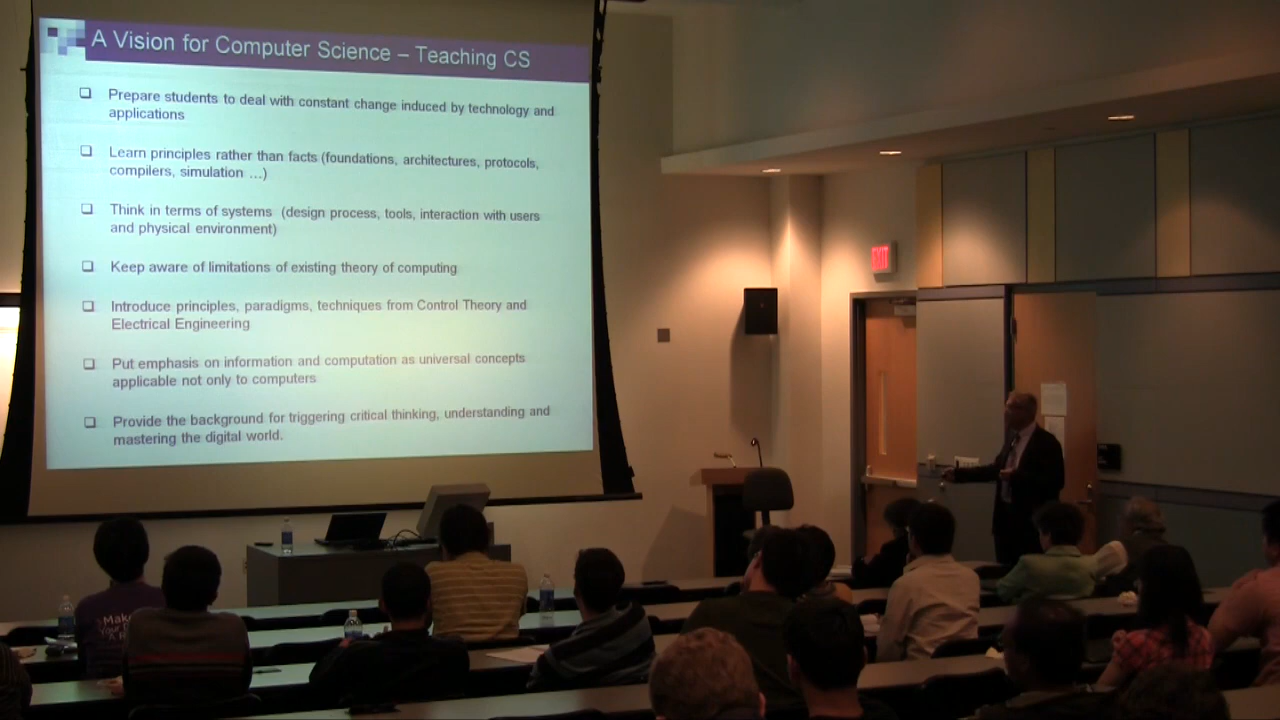 A Vision for Computer Science – Teaching CS
❑ Prepare students to deal with constant change induced by technology and
applications
❑ Learn principles rather than facts (foundations, architectures, protocols,
compilers, simulation ...)
❑ Think in terms of systems (design process, tools, interaction with users
and physical environment)
❑ Keep aware of limitations of existing theory of computing
❑ Introduce principles, paradigms, techniques from Control Theory and
Electrical Engineering
❑ Put emphasis on information and computation as universal concepts
applicable not only to computers
❑ Provide the background for triggering critical thinking, understanding and
mastering the digital world.
EXIT
Make
Your